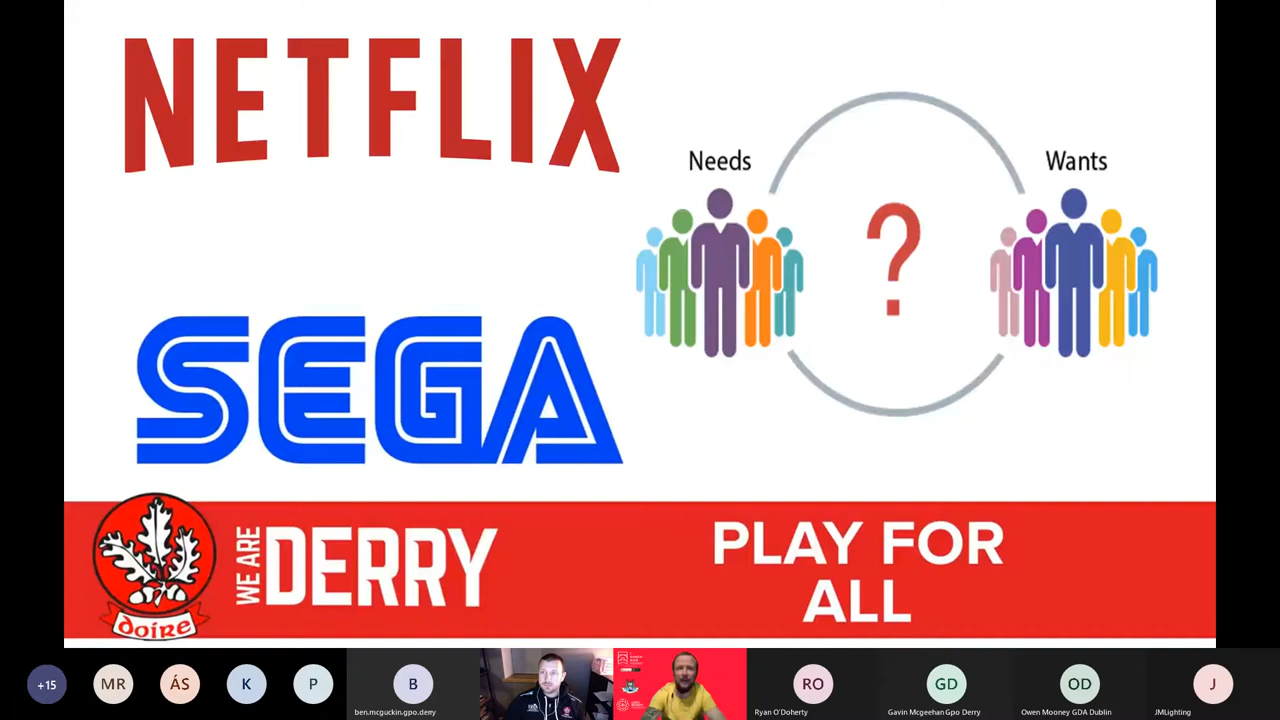 NETFLIX
Needs
Wants
?
SEGA
WE ARE
DERRY
doire
PLAY FOR
ALL
+15
MR
ÁS
K
P
B
ben.mcguckin.gpo.derry
RO
Ryan O'Doherty
GD
Gavin Mcgeehan Gpo Derry
OD
Owen Mooney GDA Dublin
J
JMLighting